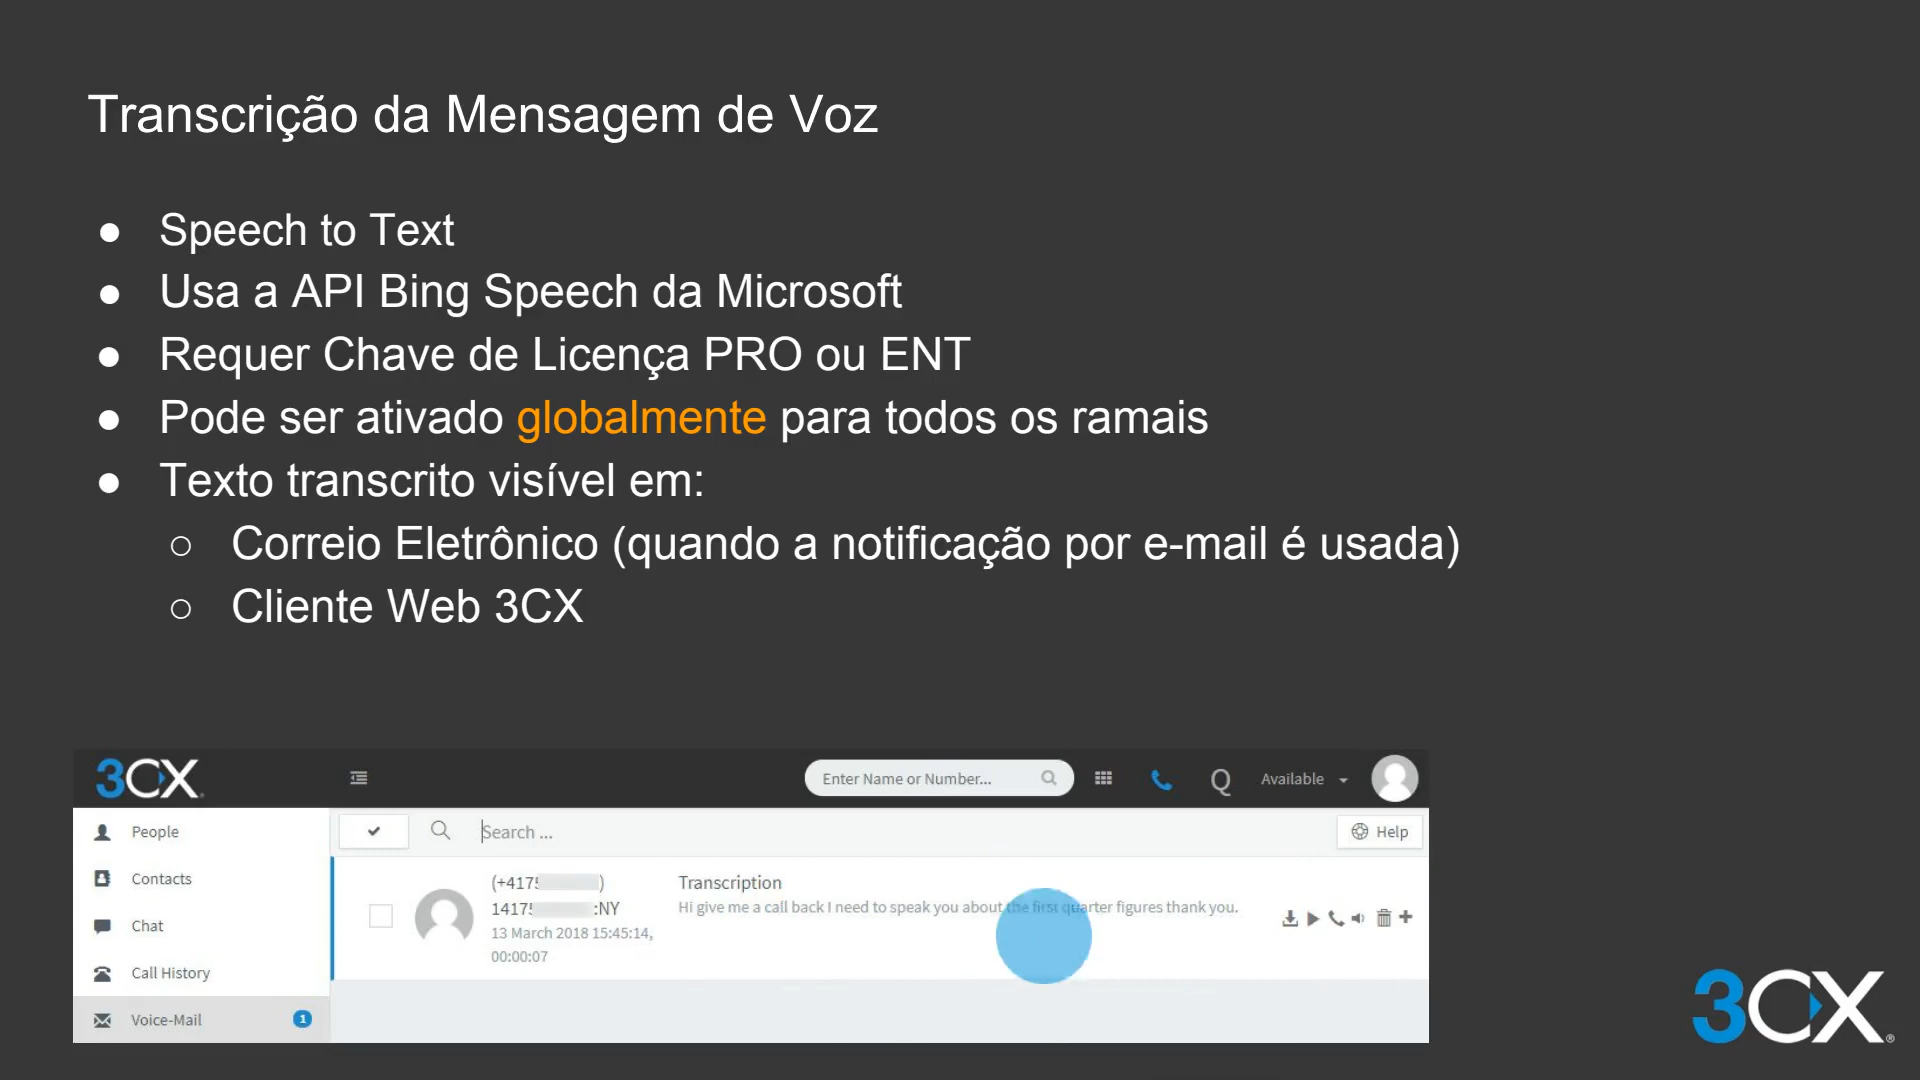 Transcrição da Mensagem de Voz
● Speech to Text
● Usa a API Bing Speech da Microsoft
● Requer Chave de Licença PRO ou ENT
● Pode ser ativado globalmente para todos os ramais
● Texto transcrito visível em:
○ Correio Eletrônico (quando a notificação por e-mail é usada)
○ Cliente Web 3CX
3CX
Enter Name or Number...
Available
People
Search ...
Help
Contacts
Chat
Call History
Voice-Mail 1
(+417 )
1417 :NY
13 March 2018 15:45:14,
00:00:07
Transcription
Hi give me a call back I need to speak you about the first quarter figures thank you.
3CX®